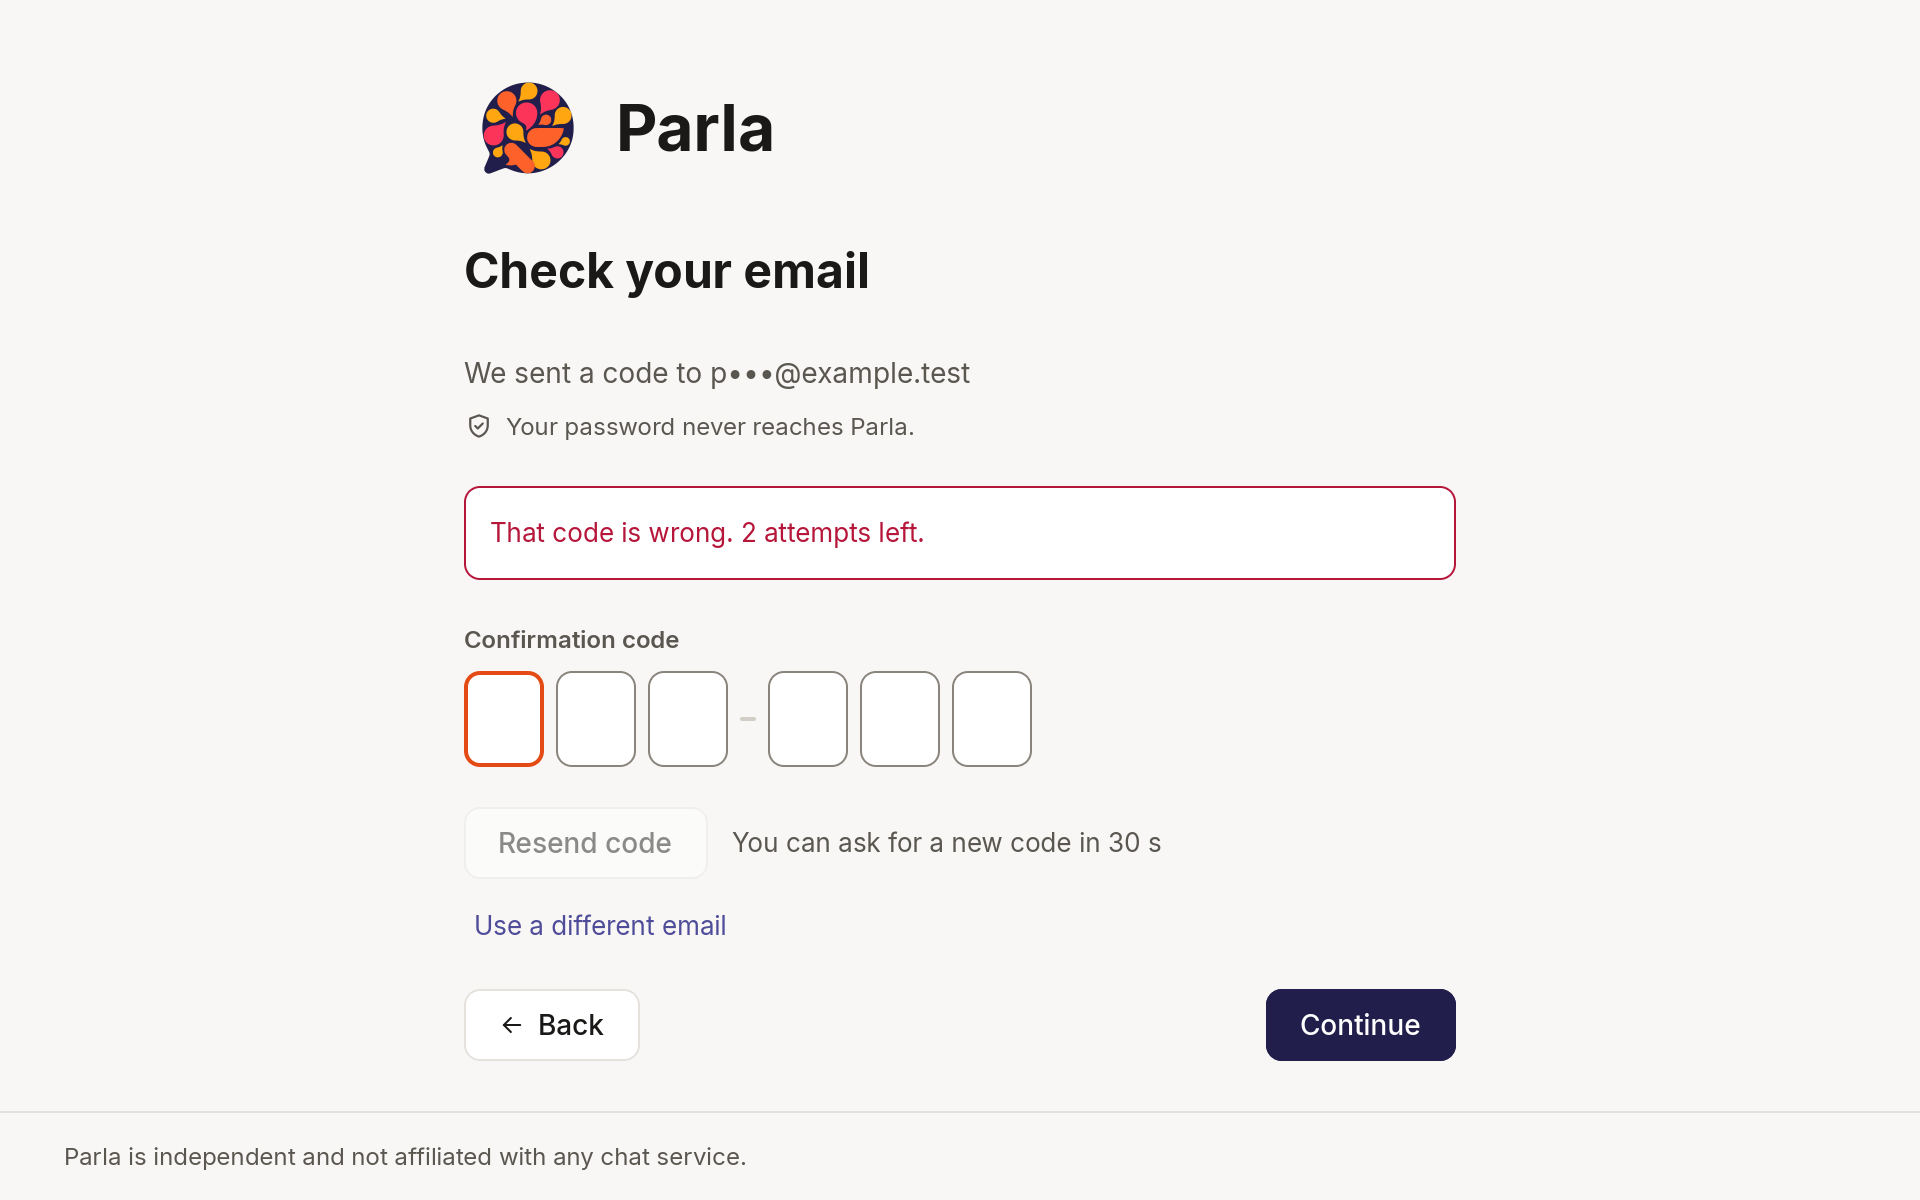 Parla
Check your email
We sent a code to p•••@example.test
Your password never reaches Parla.
That code is wrong. 2 attempts left.
Confirmation code
Resend code
You can ask for a new code in 30 s
Use a different email
← Back
Continue
Parla is independent and not affiliated with any chat service.